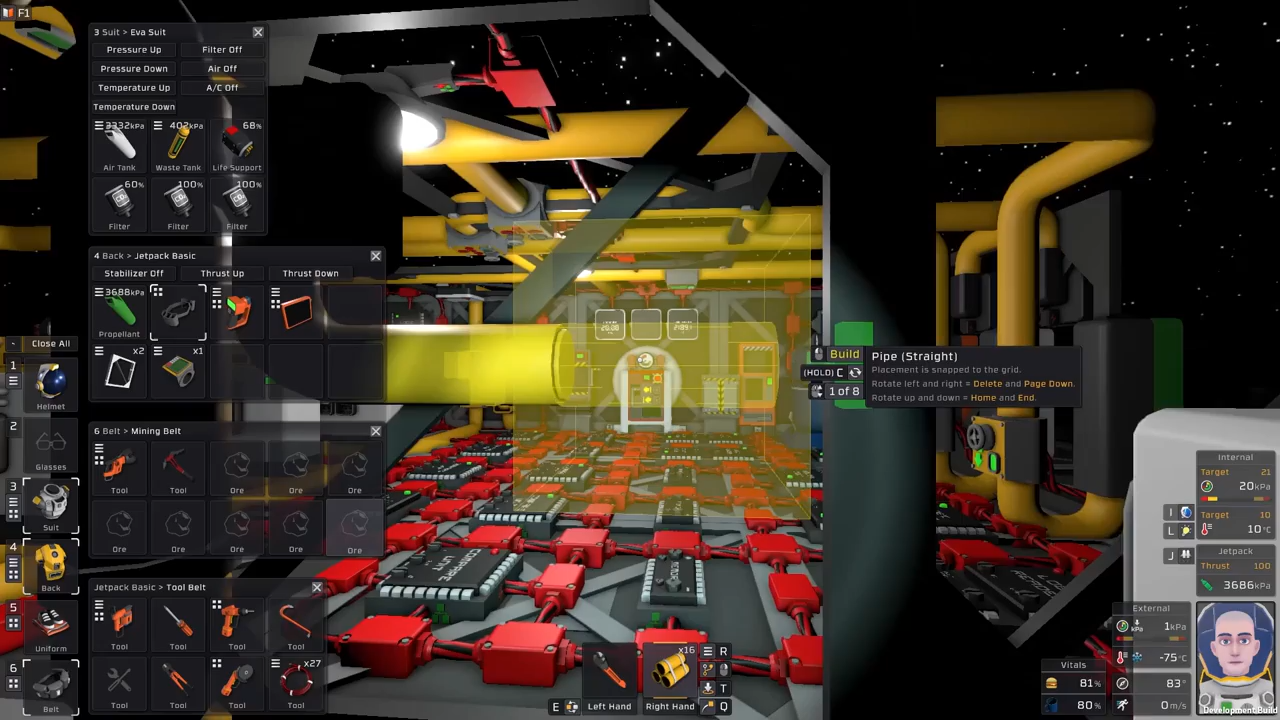 F1
3 Suit > Eva Suit
Pressure Up
Filter Off
Pressure Down
Air Off
Temperature Up
A/C Off
Temperature Down
3332kPa
402kPa
68%
Air Tank
Waste Tank
Life Support
60%
100%
100%
Filter
Filter
Filter
4 Back > Jetpack Basic
Stabilizer Off
Thrust Up
Thrust Down
3688kPa
Propellant
x2
x1
Close All
1
Helmet
2
Glasses
3
Suit
4
Back
5
Uniform
6
Belt
6 Belt > Mining Belt
Tool
Tool
Ore
Ore
Ore
Ore
Ore
Ore
Ore
Ore
Jetpack Basic > Tool Belt
Tool
Tool
Tool
Tool
x27
Tool
Tool
Tool
Tool
Build
(HOLD) C
1 of 8
Pipe (Straight)
Placement is snapped to the grid.
Rotate left and right = Delete and Page Down.
Rotate up and down = Home and End.
x16
R
T
E
Left Hand
Right Hand
Q
Internal
Target 21
20kPa
Target 10
10°C
I
L
J
Jetpack
Thrust 100
3686kPa
External
1kPa
-75°C
83°
0m/s
Vitals
81%
80%
Development Build